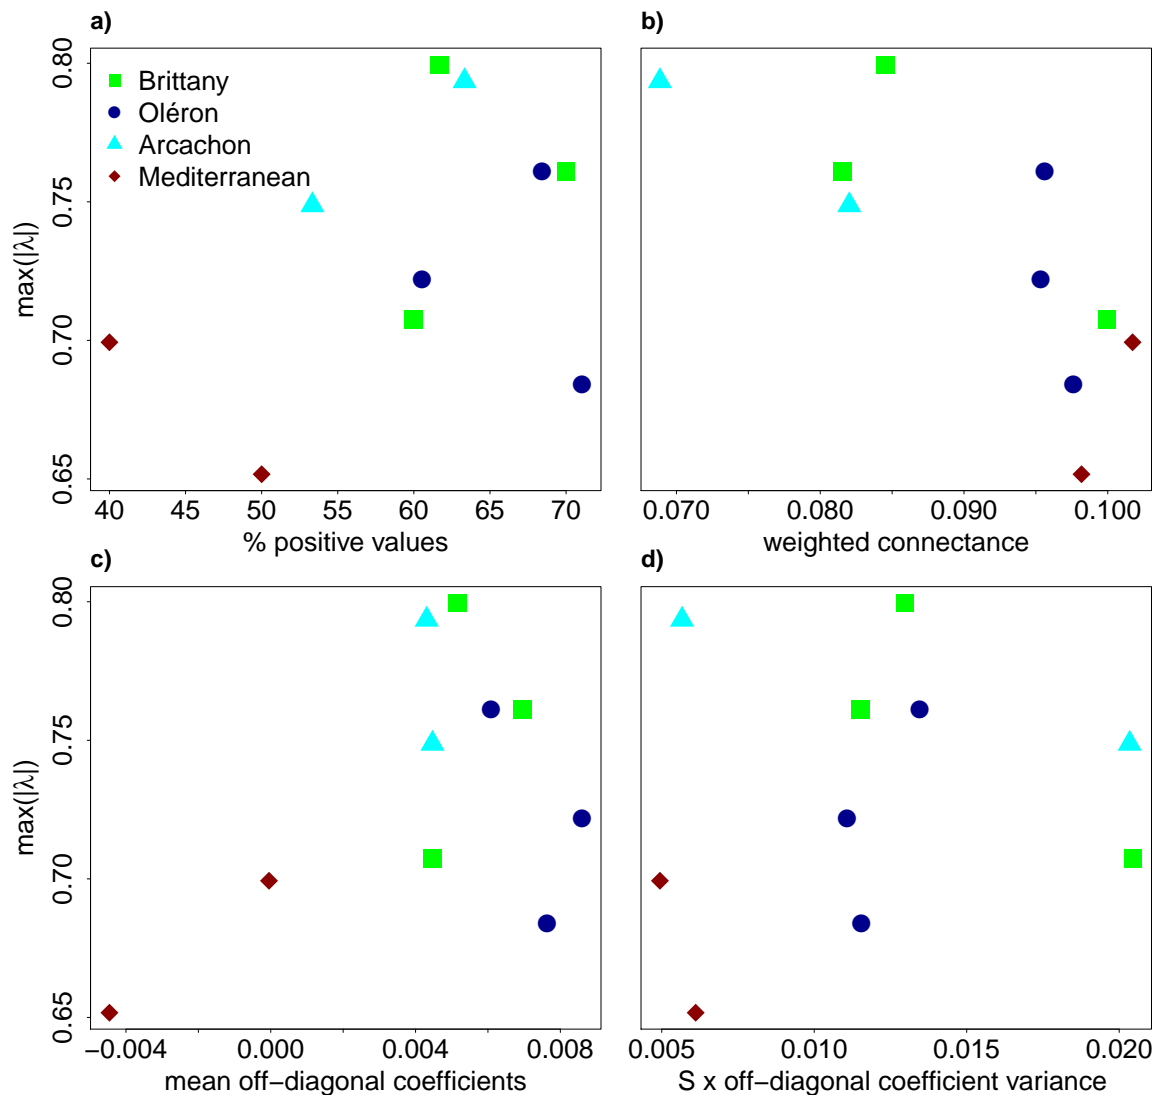 a)
b)
Brittany
Oléron
Arcachon
Mediterranean
max(|λ|)
0.80
0.75
0.70
0.65
40 45 50 55 60 65 70
% positive values
0.070 0.080 0.090 0.100
weighted connectance
c)
d)
max(|λ|)
0.80
0.75
0.70
0.65
−0.004 0.000 0.004 0.008
mean off−diagonal coefficients
0.005 0.010 0.015 0.020
S x off−diagonal coefficient variance